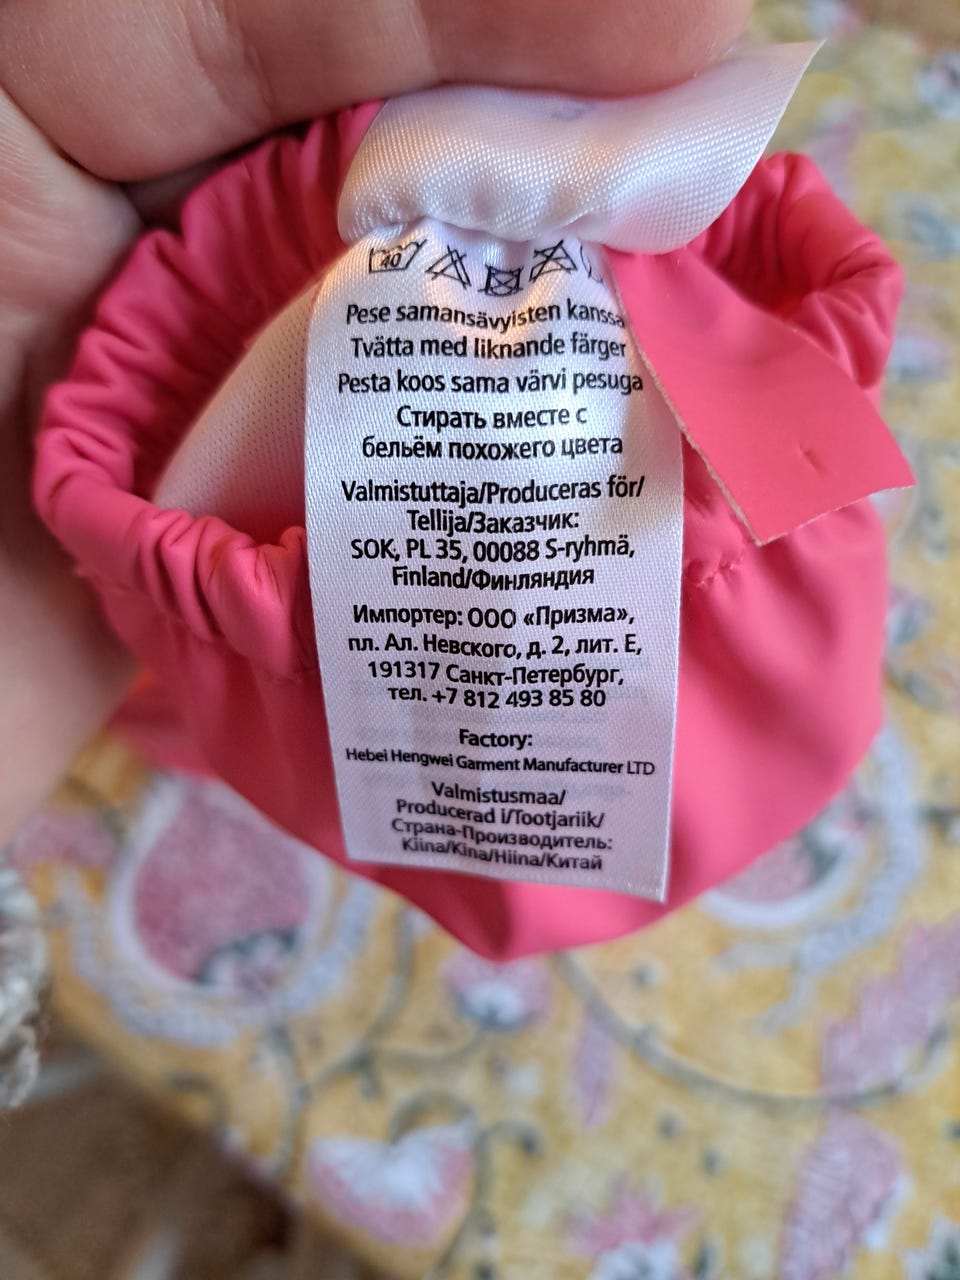 40
Pese samansävyisten kanssa
Tvätta med liknande färger
Pesta koos sama värvi pesuga
Стирать вместе с
бельём похожего цвета
Valmistuttaja/Produceras för/
Tellija/Заказчик:
SOK, PL 35, 00088 S-ryhmä,
Finland/Финляндия
Импортер: ООО «Призма»,
пл. Ал. Невского, д. 2, лит. Е,
191317 Санкт-Петербург,
тел. +7 812 493 85 80
Factory:
Hebei Hengwei Garment Manufacturer LTD
Valmistusmaa/
Producerad i/Tootjariik/
Страна-Производитель:
Kiina/Kina/Hiina/Китай